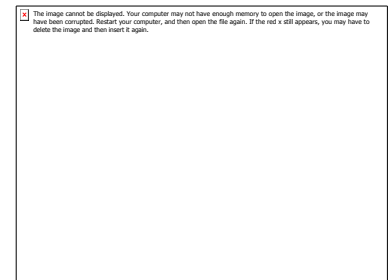 The image cannot be displayed. Your computer may not have enough memory to open the image, or the image may
have been corrupted. Restart your computer, and then open the file again. If the red x still appears, you may have to
delete the image and then insert it again.